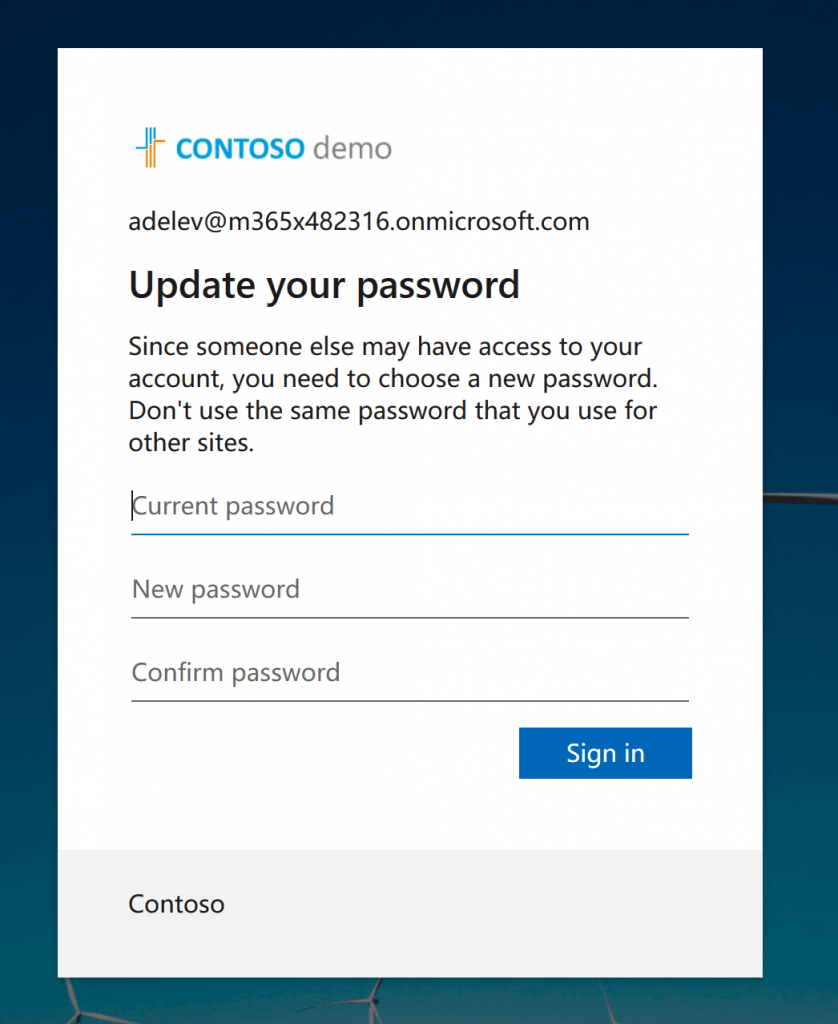 CONTOSO demo
adelev@m365x482316.onmicrosoft.com
Update your password
Since someone else may have access to your
account, you need to choose a new password.
Don't use the same password that you use for
other sites.
Current password
New password
Confirm password
Sign in
Contoso